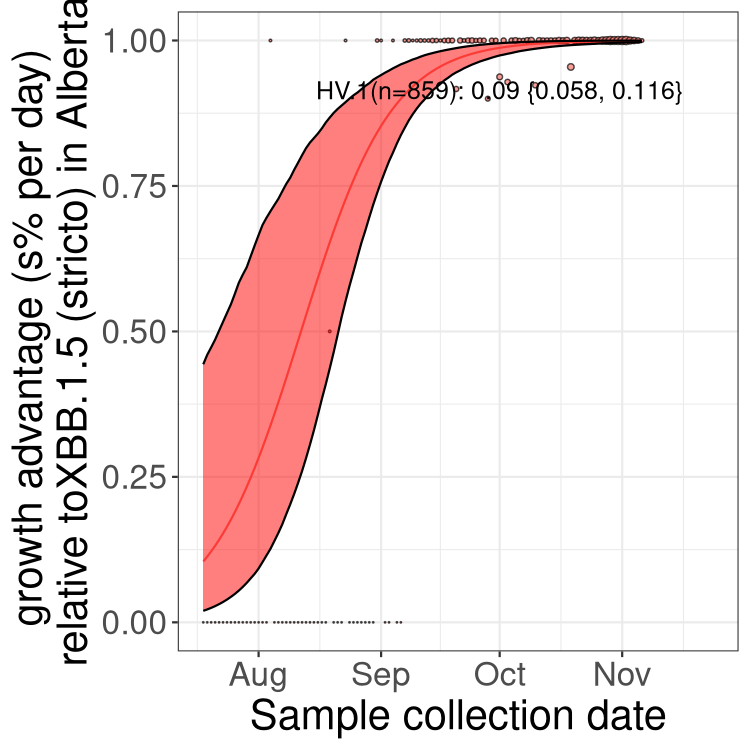 growth advantage (s% per day)
relative toXBB.1.5 (stricto) in Alberta
1.00
0.75
0.50
0.25
0.00
HV.1(n=859): 0.09 {0.058, 0.116}
Aug Sep Oct Nov
Sample collection date